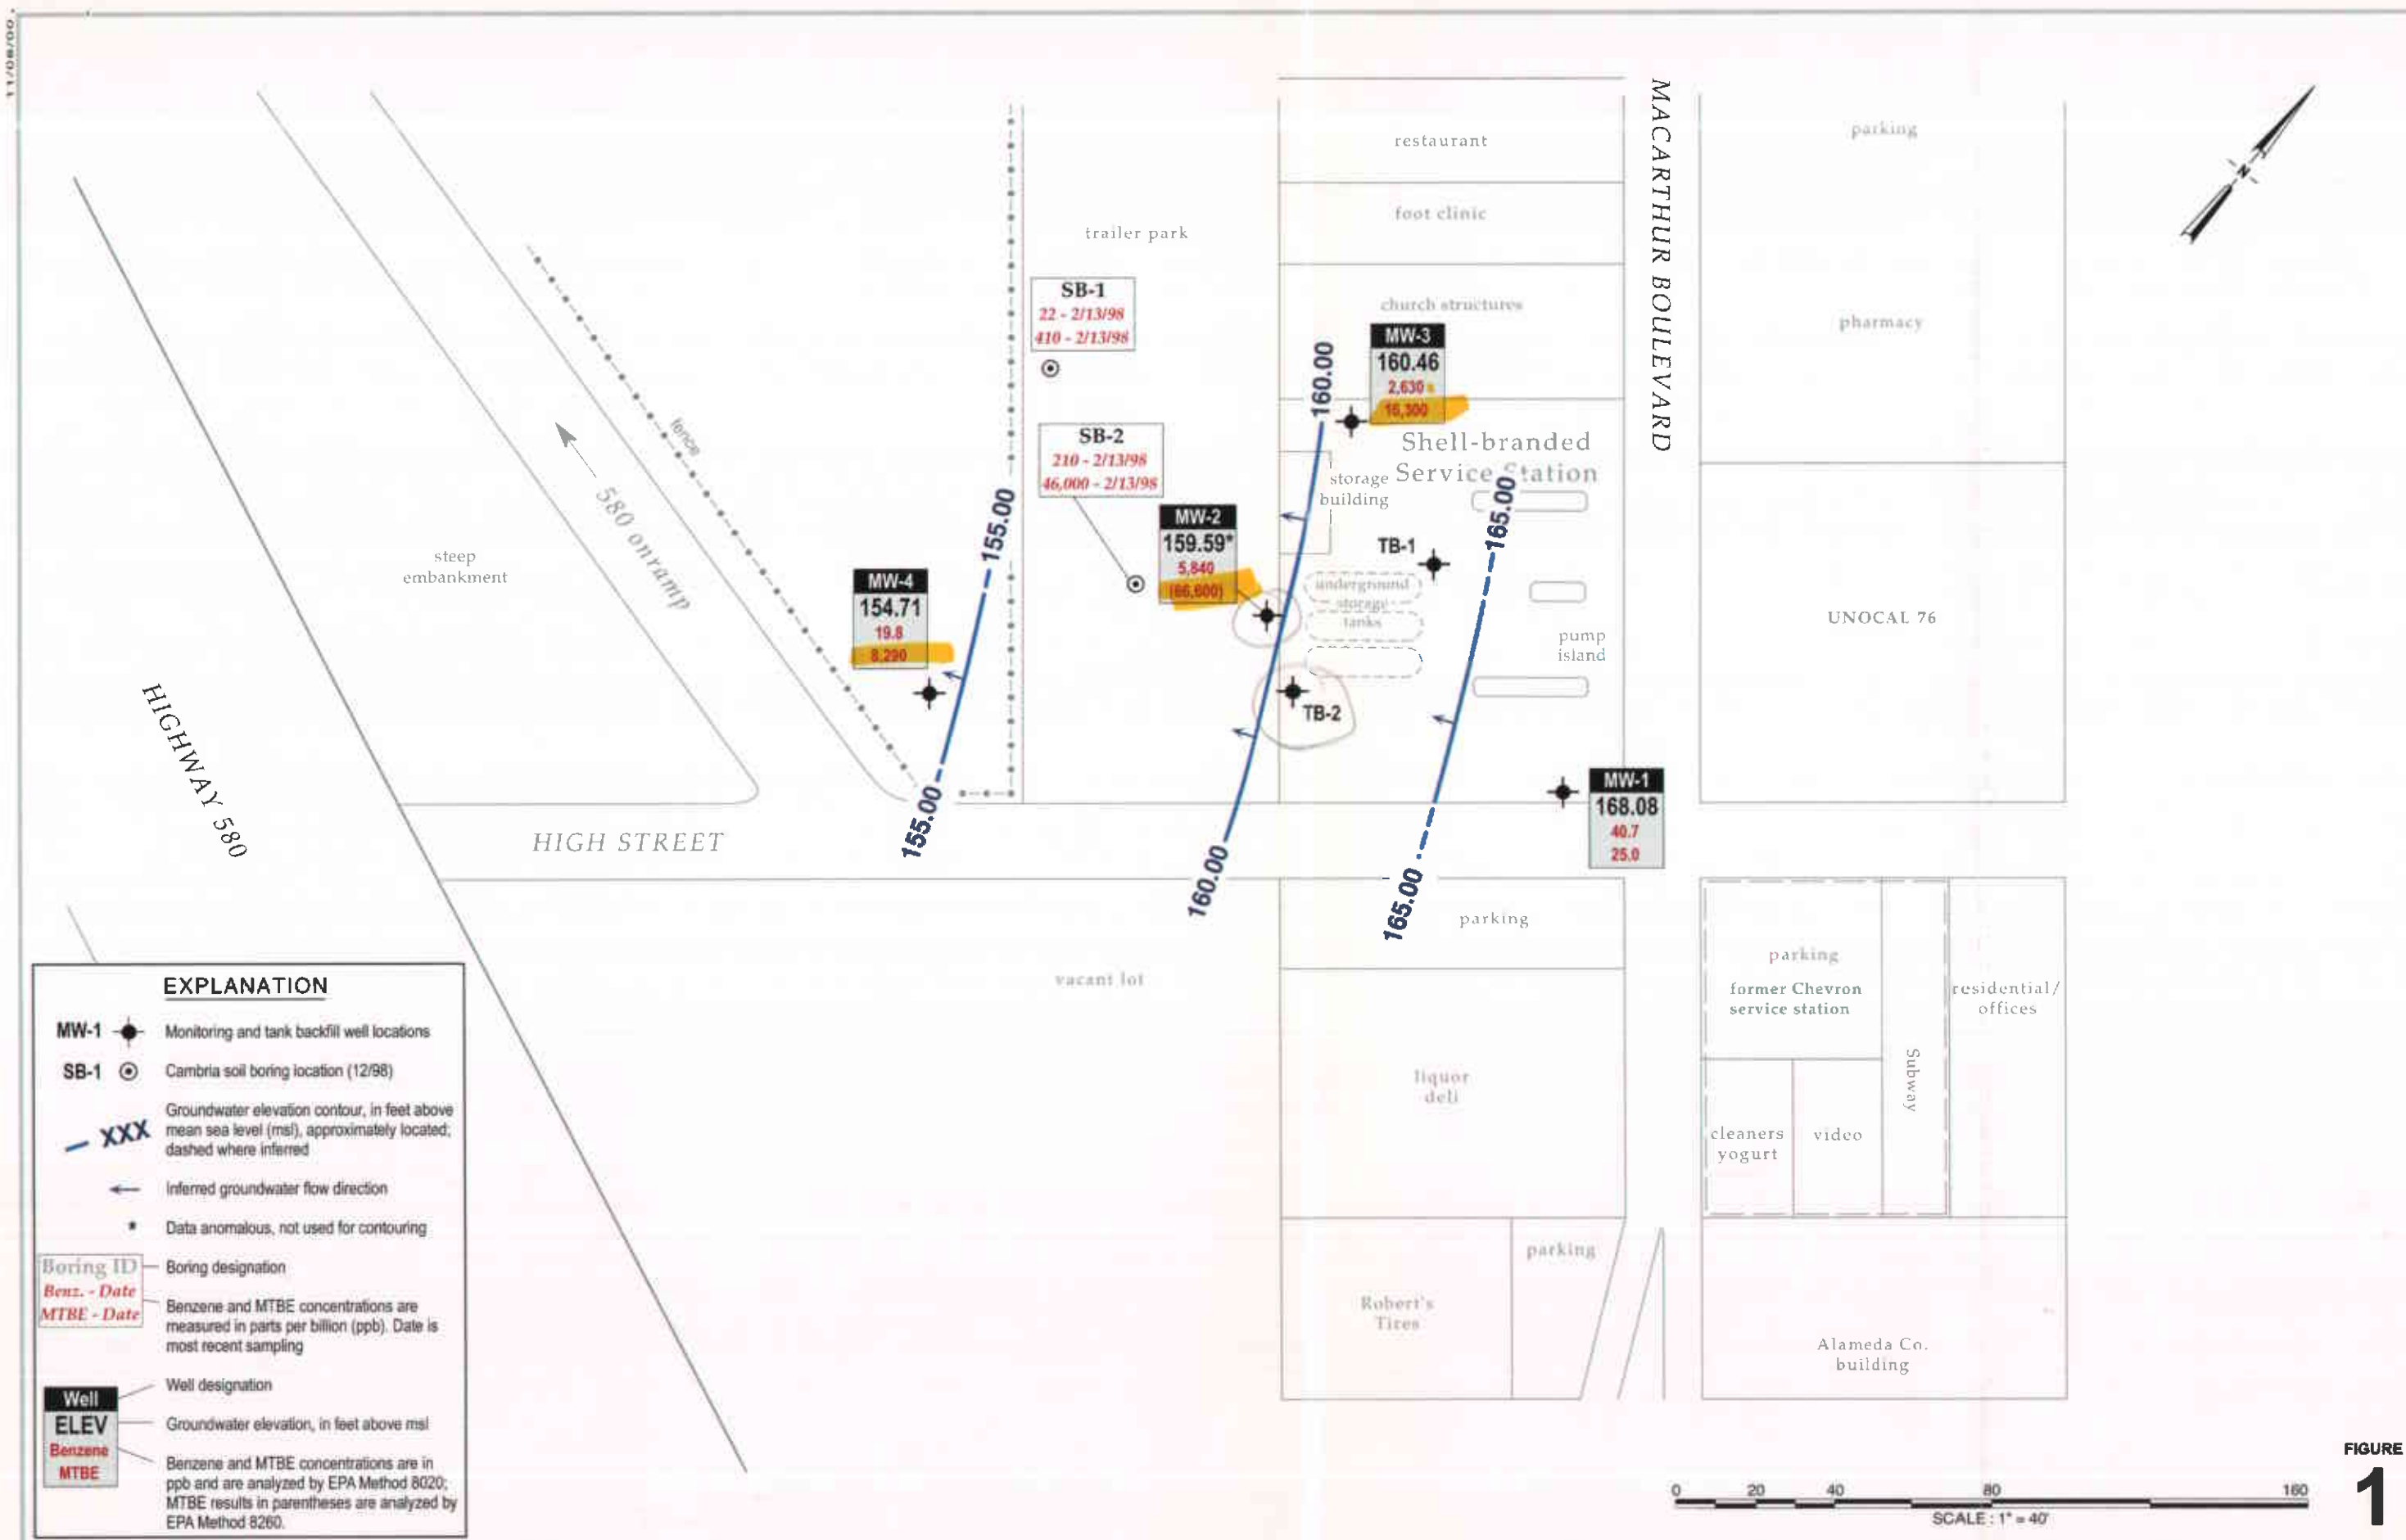 11/08/00
MACARTHUR BOULEVARD
restaurant
foot clinic
church structures
parking
pharmacy
UNOCAL 76
N
trailer park
SB-1
22 - 2/13/98
410 - 2/13/98
SB-2
210 - 2/13/98
46,000 - 2/13/98
MW-3
160.46
2,630
16,300
160.00
Shell-branded
Service Station
storage
building
165.00
155.00
MW-2
159.59*
5,840
(66,600)
TB-1
underground
storage
tanks
pump
island
TB-2
fence
580 onramp
steep
embankment
MW-4
154.71
19.8
8,290
MW-1
168.08
40.7
25.0
HIGHWAY 580
HIGH STREET
155.00
160.00
165.00
parking
vacant lot
liquor
deli
Robert's
Tires
parking
parking
former Chevron
service station
Subway
residential/
offices
cleaners
yogurt
video
Alameda Co.
building
EXPLANATION
MW-1 Monitoring and tank backfill well locations
SB-1 Cambria soil boring location (12/98)
XXX Groundwater elevation contour, in feet above
mean sea level (msl), approximately located;
dashed where inferred
Inferred groundwater flow direction
* Data anomalous, not used for contouring
Boring ID Boring designation
Benz. - Date
MTBE - Date
Benzene and MTBE concentrations are
measured in parts per billion (ppb). Date is
most recent sampling
Well Well designation
ELEV Groundwater elevation, in feet above msl
Benzene
MTBE
Benzene and MTBE concentrations are in
ppb and are analyzed by EPA Method 8020;
MTBE results in parentheses are analyzed by
EPA Method 8260.
0 20 40 80 160
SCALE : 1" = 40'
FIGURE
1